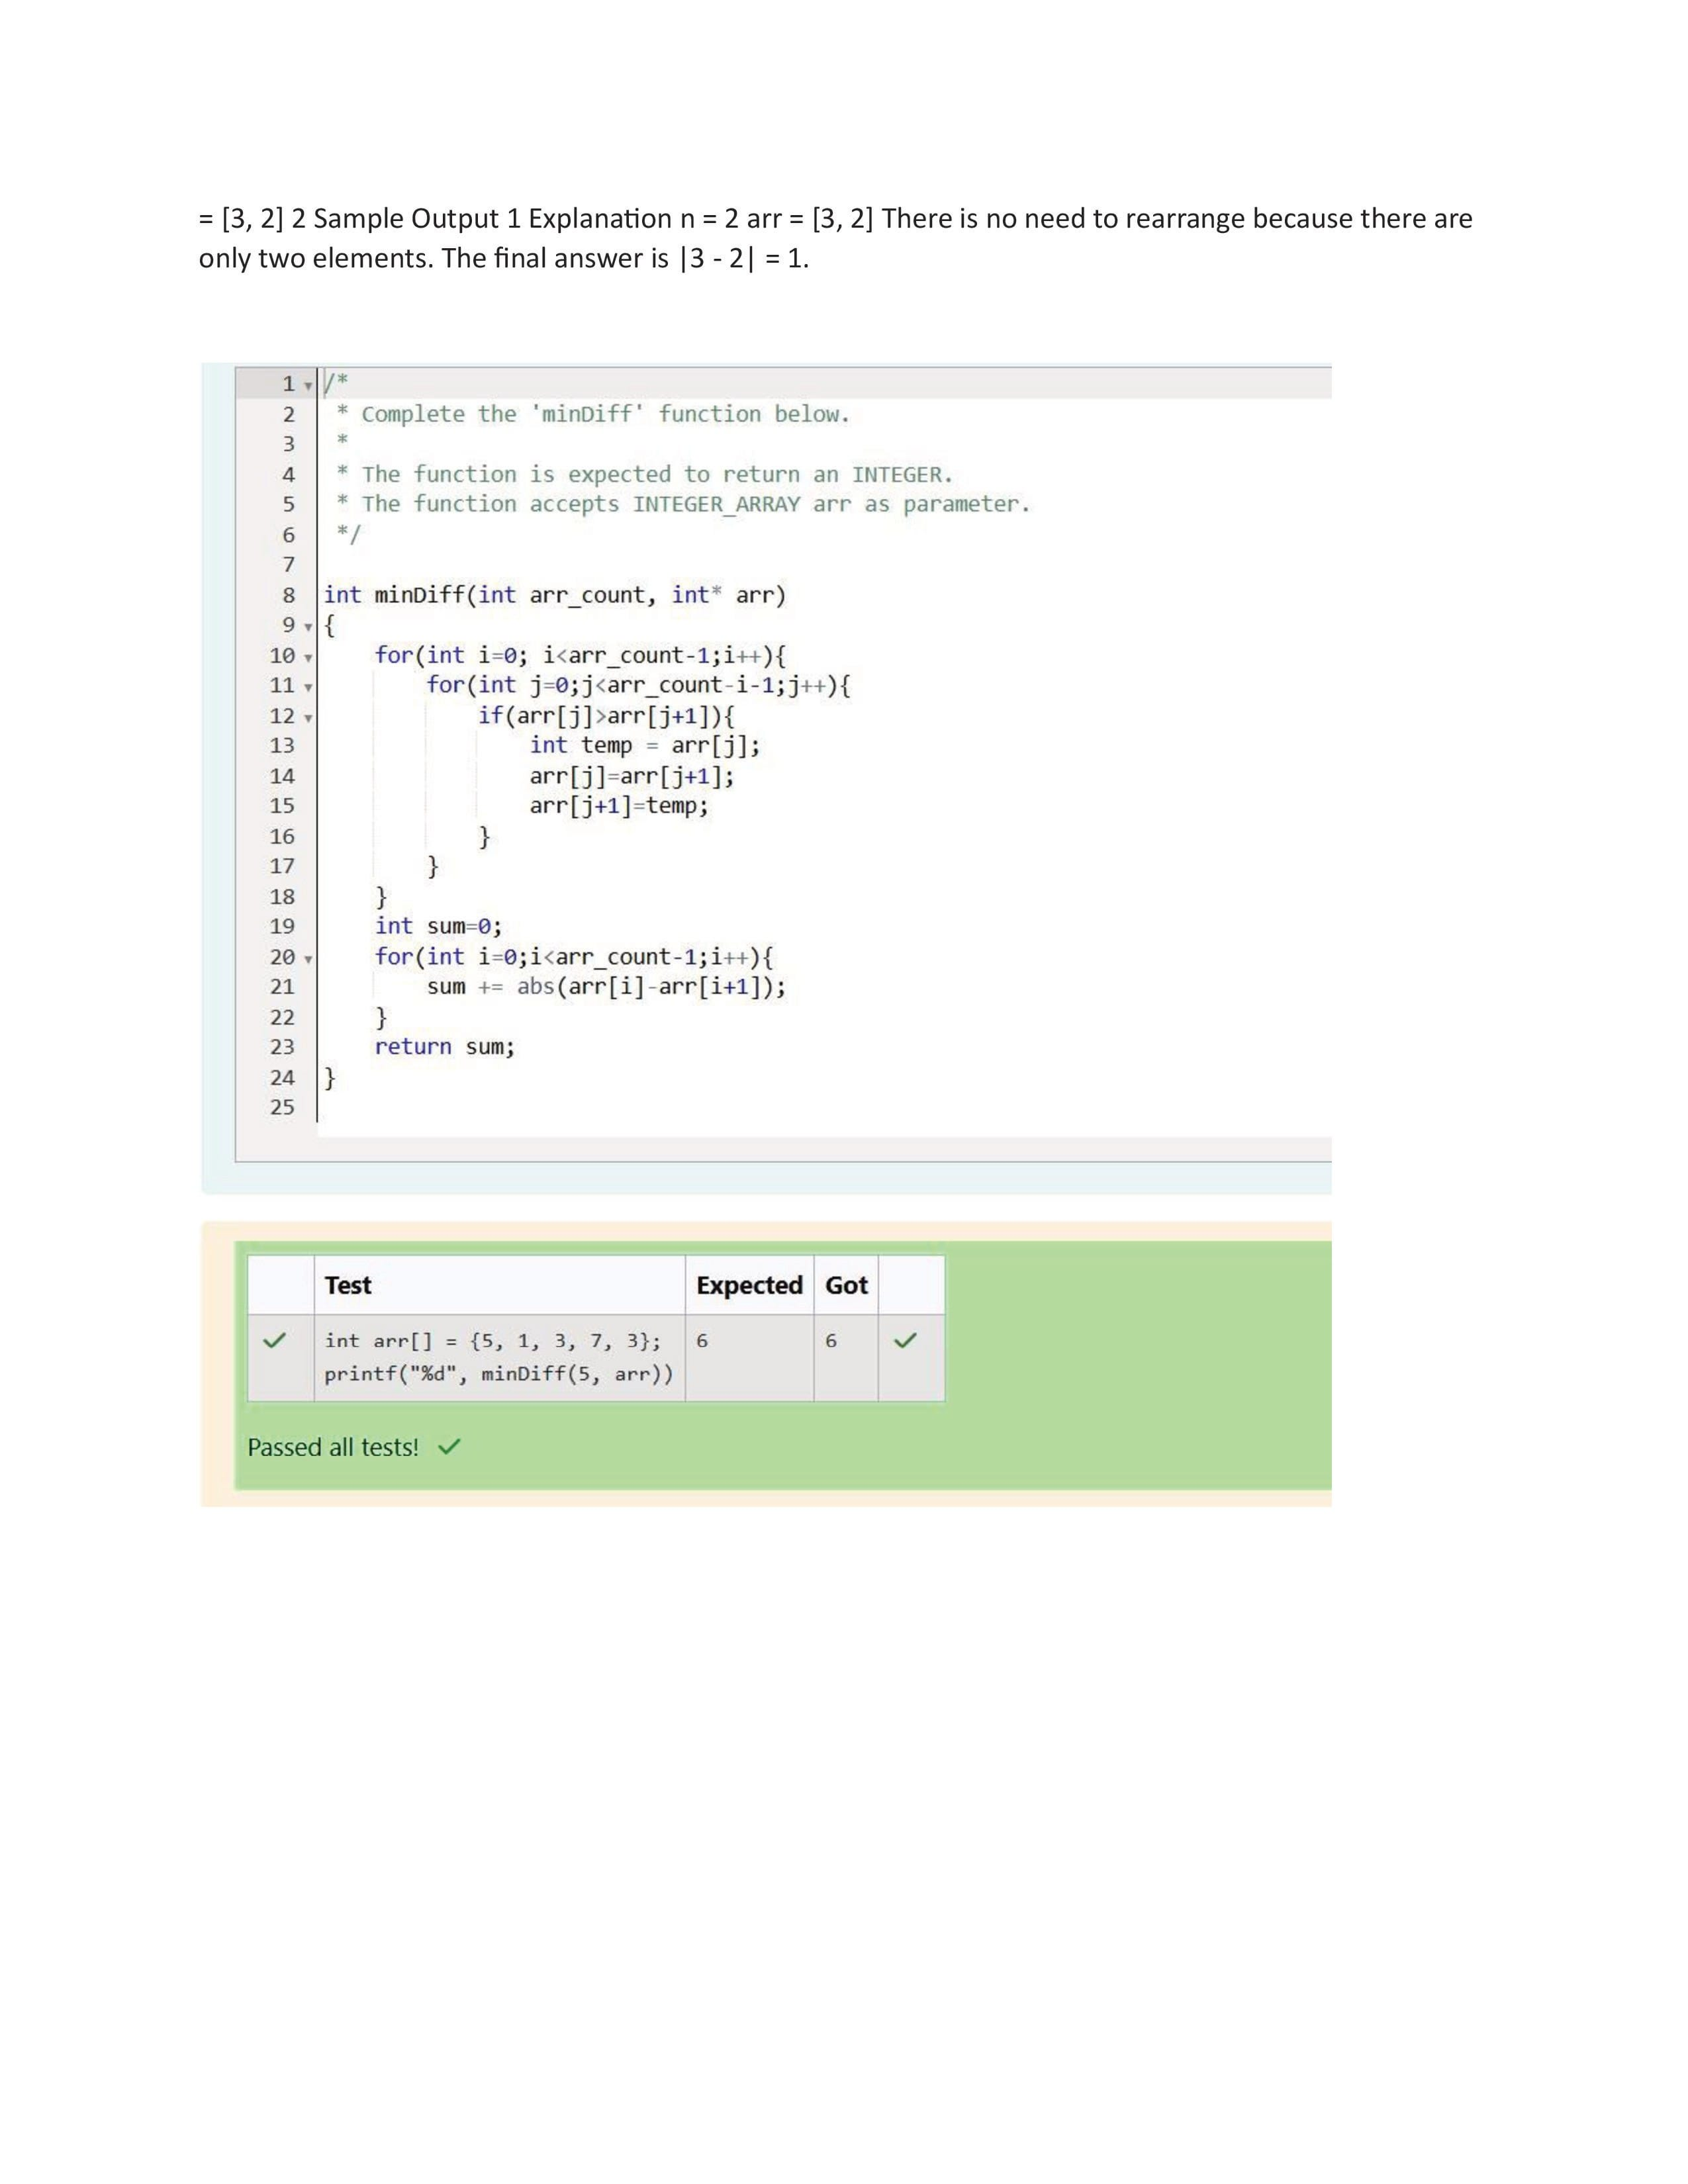 = [3, 2] 2 Sample Output 1 Explanation n = 2 arr = [3, 2] There is no need to rearrange because there are
only two elements. The final answer is |3 - 2| = 1.
1 /*
2  * Complete the 'minDiff' function below.
3  *
4  * The function is expected to return an INTEGER.
5  * The function accepts INTEGER_ARRAY arr as parameter.
6  */
7
8 int minDiff(int arr_count, int* arr)
9 {
10     for(int i=0; i<arr_count-1;i++){
11         for(int j=0;j<arr_count-i-1;j++){
12             if(arr[j]>arr[j+1]){
13                 int temp = arr[j];
14                 arr[j]=arr[j+1];
15                 arr[j+1]=temp;
16             }
17         }
18     }
19     int sum=0;
20     for(int i=0;i<arr_count-1;i++){
21         sum += abs(arr[i]-arr[i+1]);
22     }
23     return sum;
24 }
25
Test Expected Got
int arr[] = {5, 1, 3, 7, 3}; 6 6
printf("%d", minDiff(5, arr))
Passed all tests!